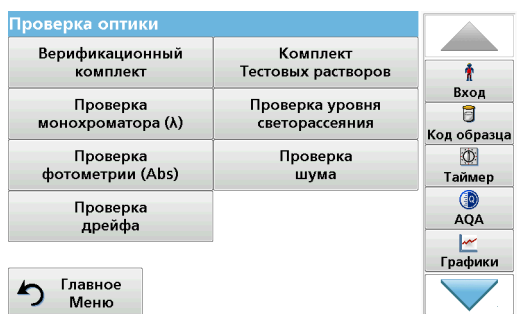 Проверка оптики
Верификационный
комплект
Комплект
Тестовых растворов
Проверка
монохроматора (λ)
Проверка уровня
светорассеяния
Проверка
фотометрии (Abs)
Проверка
шума
Проверка
дрейфа
Главное
Меню
Вход
Код образца
Таймер
AQA
Графики